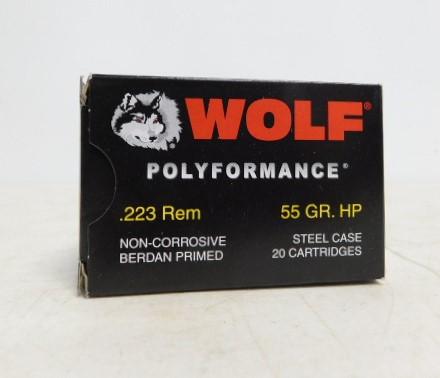 WOLF®
POLYFORMANCE®
.223 Rem 55 GR. HP
NON-CORROSIVE STEEL CASE
BERDAN PRIMED 20 CARTRIDGES